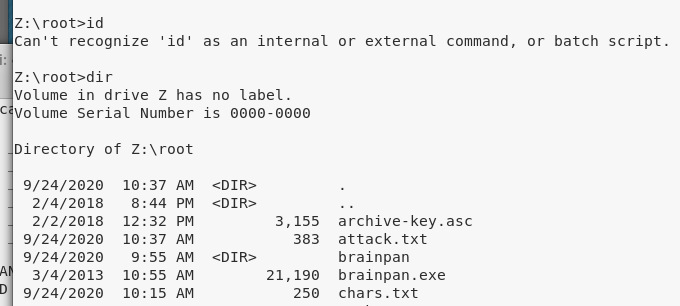 Z:\root>id
Can't recognize 'id' as an internal or external command, or batch script.
Z:\root>dir
Volume in drive Z has no label.
Volume Serial Number is 0000-0000
Directory of Z:\root
9/24/2020 10:37 AM <DIR> .
2/4/2018 8:44 PM <DIR> ..
2/2/2018 12:32 PM 3,155 archive-key.asc
9/24/2020 10:37 AM 383 attack.txt
9/24/2020 9:55 AM <DIR> brainpan
3/4/2013 10:55 AM 21,190 brainpan.exe
9/24/2020 10:15 AM 250 chars.txt